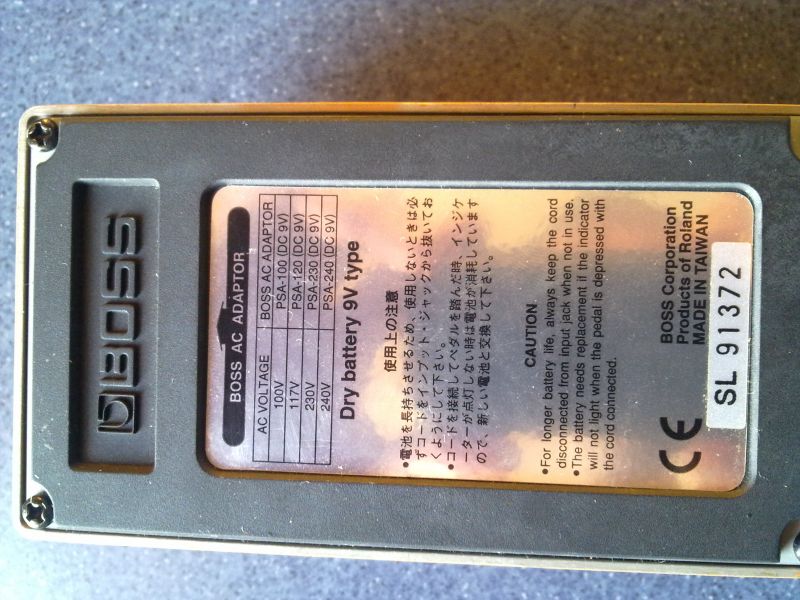 BOSS
BOSS AC ADAPTOR
AC VOLTAGE BOSS AC ADAPTOR
100V PSA-100 (DC 9V)
117V PSA-120 (DC 9V)
230V PSA-230 (DC 9V)
240V PSA-240 (DC 9V)
Dry battery 9V type
使用上の注意
●電池を長持ちさせるため、使用しないときは必
ずコードをインプット・ジャックから抜いてお
くようにして下さい。
●コードを接続してペダルを踏んだ時、インジケ
ーターが点灯しない時は電池が消耗しています
ので、新しい電池と交換して下さい。
CAUTION
●For longer battery life, always keep the cord
disconnected from input jack when not in use.
●The battery needs replacement if the indicator
will not light when the pedal is depressed with
the cord connected.
CE
BOSS Corporation
Products of Roland
MADE IN TAIWAN
SL 91372